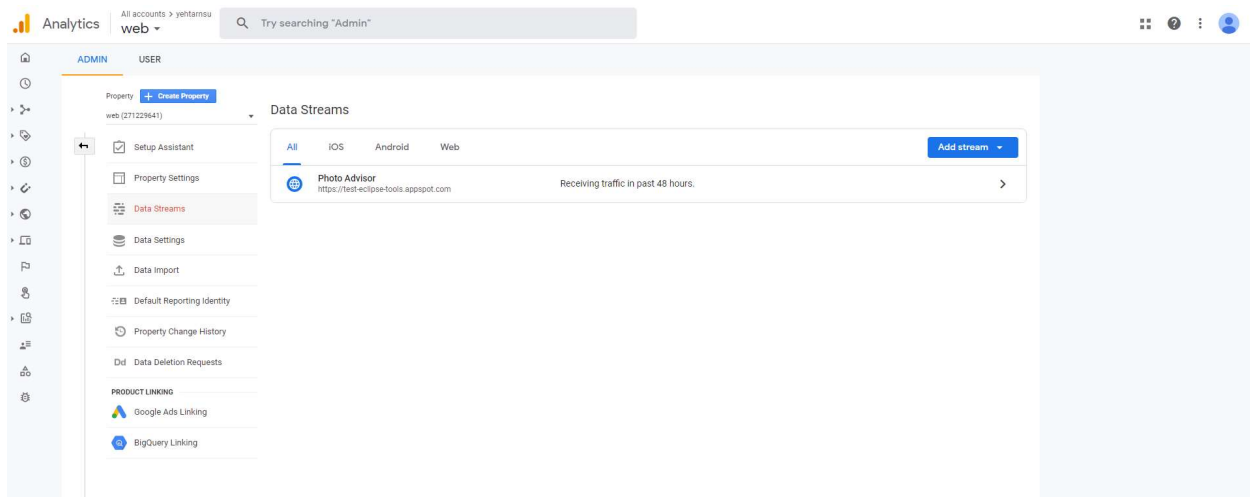 Analytics
All accounts > yehtarnsu
web
Try searching "Admin"
ADMIN
USER
Property
+ Create Property
web (271229641)
Setup Assistant
Property Settings
Data Streams
Data Settings
Data Import
Default Reporting Identity
Property Change History
Dd Data Deletion Requests
PRODUCT LINKING
Google Ads Linking
BigQuery Linking
Data Streams
All
iOS
Android
Web
Add stream
Photo Advisor
https://test-eclipse-tools.appspot.com
Receiving traffic in past 48 hours.